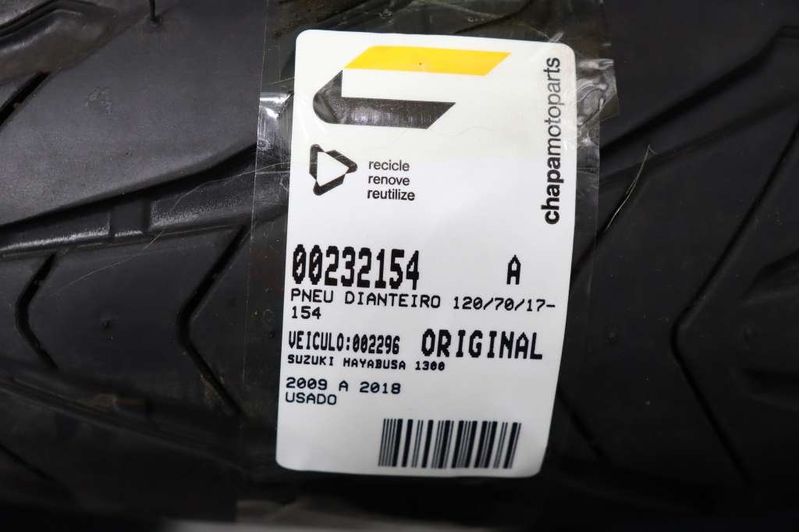 chapamotoparts
recicle
renove
reutilize
00232154 A
PNEU DIANTEIRO 120/70/17-
154
VEICULO:002296 ORIGINAL
SUZUKI HAYABUSA 1300
2009 A 2018
USADO